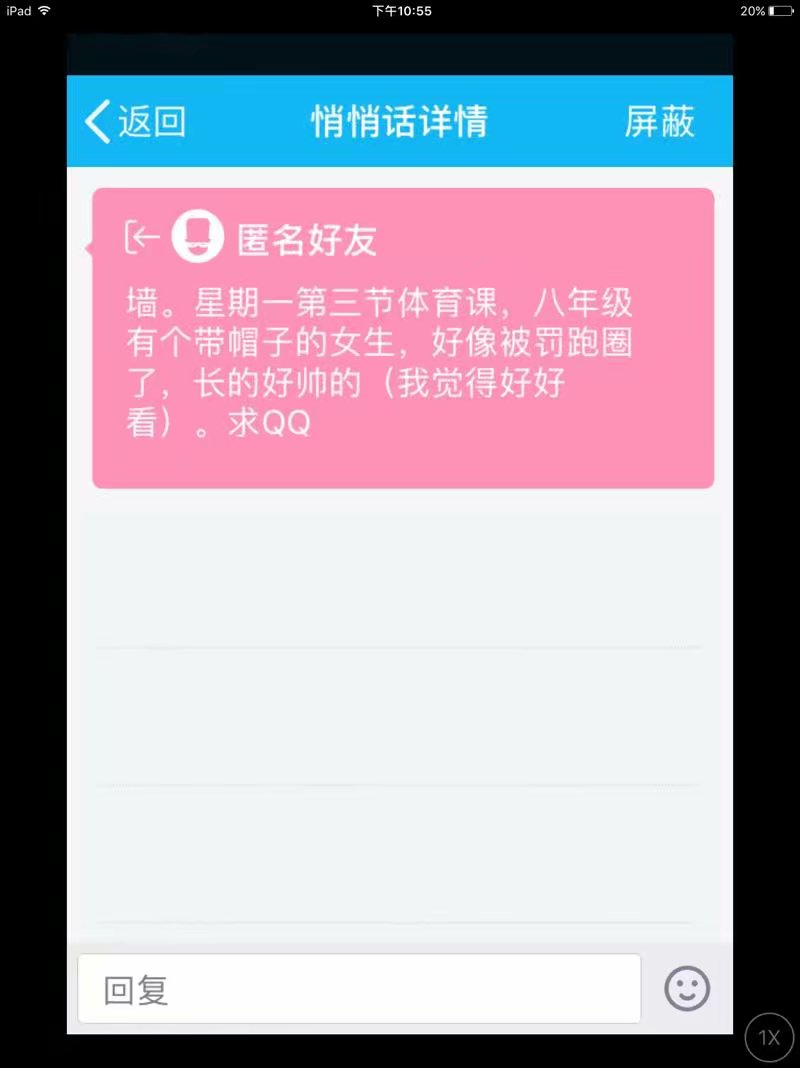 iPad 下午10:55 20%
返回 悄悄话详情 屏蔽
匿名好友
墙。星期一第三节体育课，八年级
有个带帽子的女生，好像被罚跑圈
了，长的好帅的（我觉得好好
看）。求QQ
回复
1X